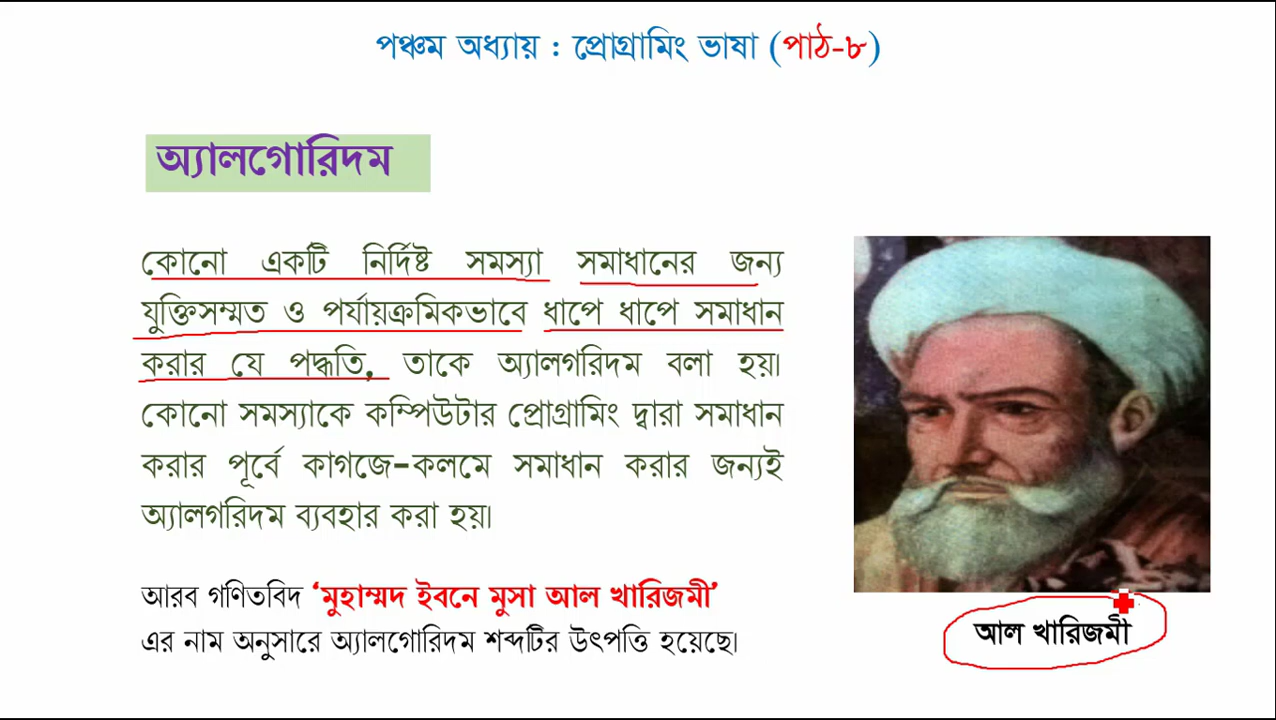 পঞ্চম অধ্যায় : প্রোগ্রামিং ভাষা (পাঠ-৮)
অ্যালগোরিদম
কোনো একটি নির্দিষ্ট সমস্যা সমাধানের জন্য
যুক্তিসম্মত ও পর্যায়ক্রমিকভাবে ধাপে ধাপে সমাধান
করার যে পদ্ধতি, তাকে অ্যালগরিদম বলা হয়।
কোনো সমস্যাকে কম্পিউটার প্রোগ্রামিং দ্বারা সমাধান
করার পূর্বে কাগজে-কলমে সমাধান করার জন্যই
অ্যালগরিদম ব্যবহার করা হয়।
আরব গণিতবিদ ‘মুহাম্মদ ইবনে মুসা আল খারিজমী’
এর নাম অনুসারে অ্যালগোরিদম শব্দটির উৎপত্তি হয়েছে।
আল খারিজমী